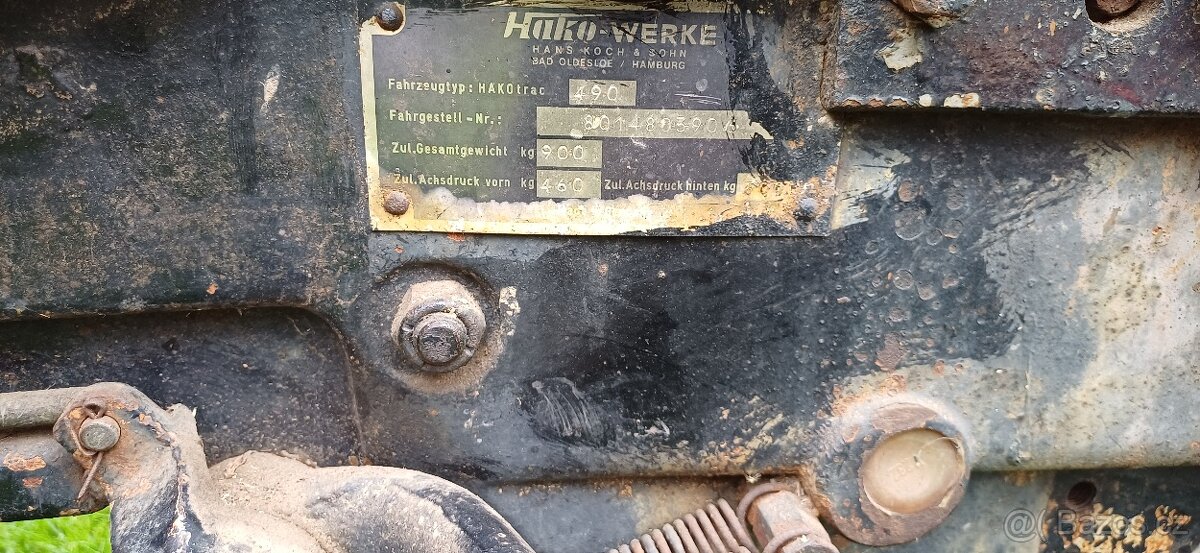 Hako-WERKE
HANS KOCH & SOHN
BAD OLDESLOE / HAMBURG
Fahrzeugtyp: HAKOtrac 490
Fahrgestell-Nr.:
Zul.Gesamtgewicht kg 900
Zul.Achsdruck vorn kg 460 Zul.Achsdruck hinten kg
@Bazos.cz